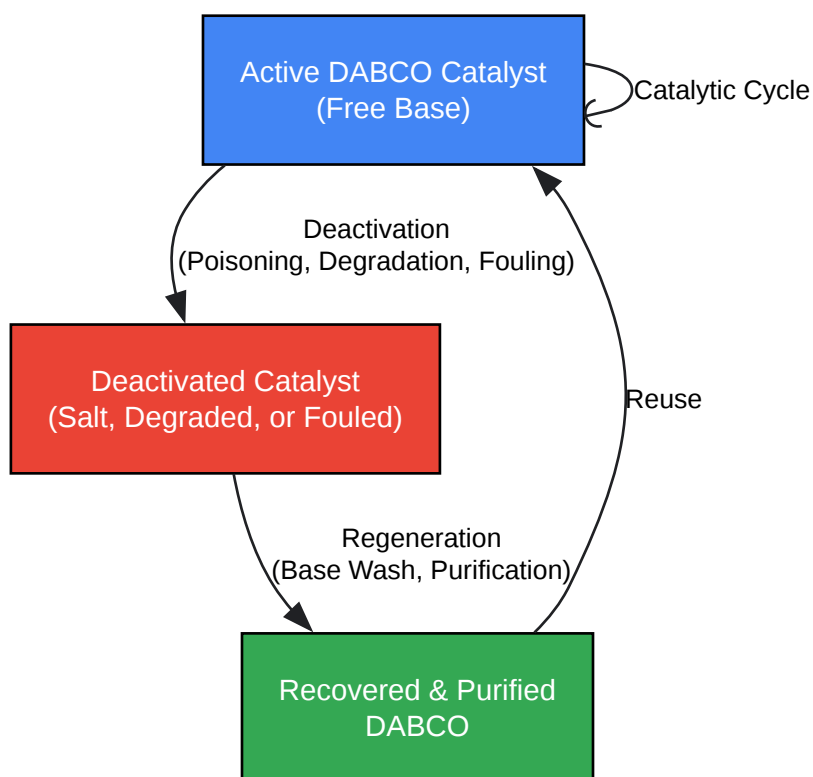 Active DABCO Catalyst
(Free Base)
Catalytic Cycle
Deactivation
(Poisoning, Degradation, Fouling)
Deactivated Catalyst
(Salt, Degraded, or Fouled)
Reuse
Regeneration
(Base Wash, Purification)
Recovered & Purified
DABCO